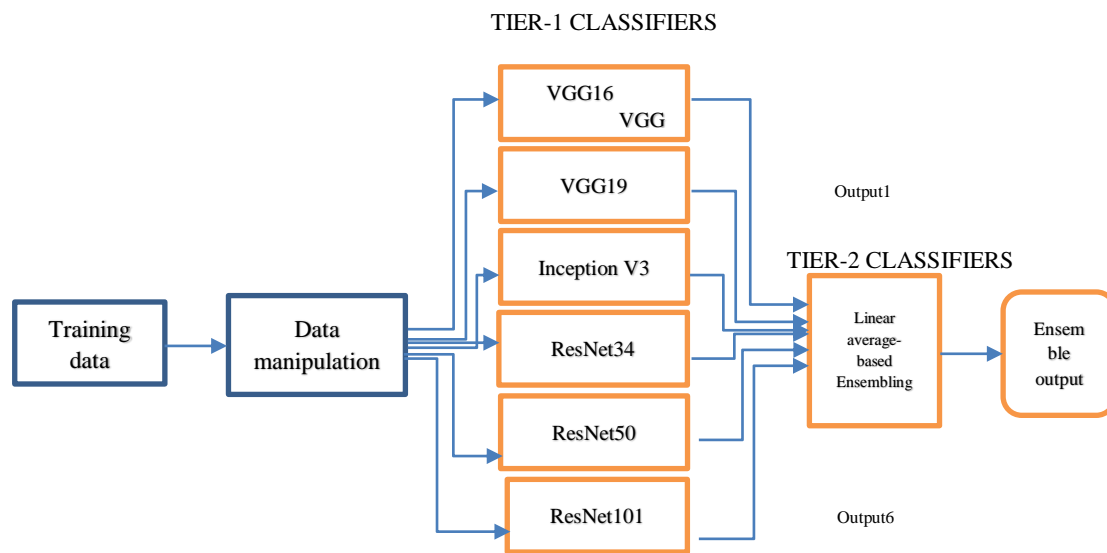 TIER-1 CLASSIFIERS
VGG16
VGG
VGG19
Output1
Inception V3
TIER-2 CLASSIFIERS
Training
data
Data
manipulation
ResNet34
Linear
average-
based
Ensembling
Ensem
ble
output
ResNet50
ResNet101
Output6